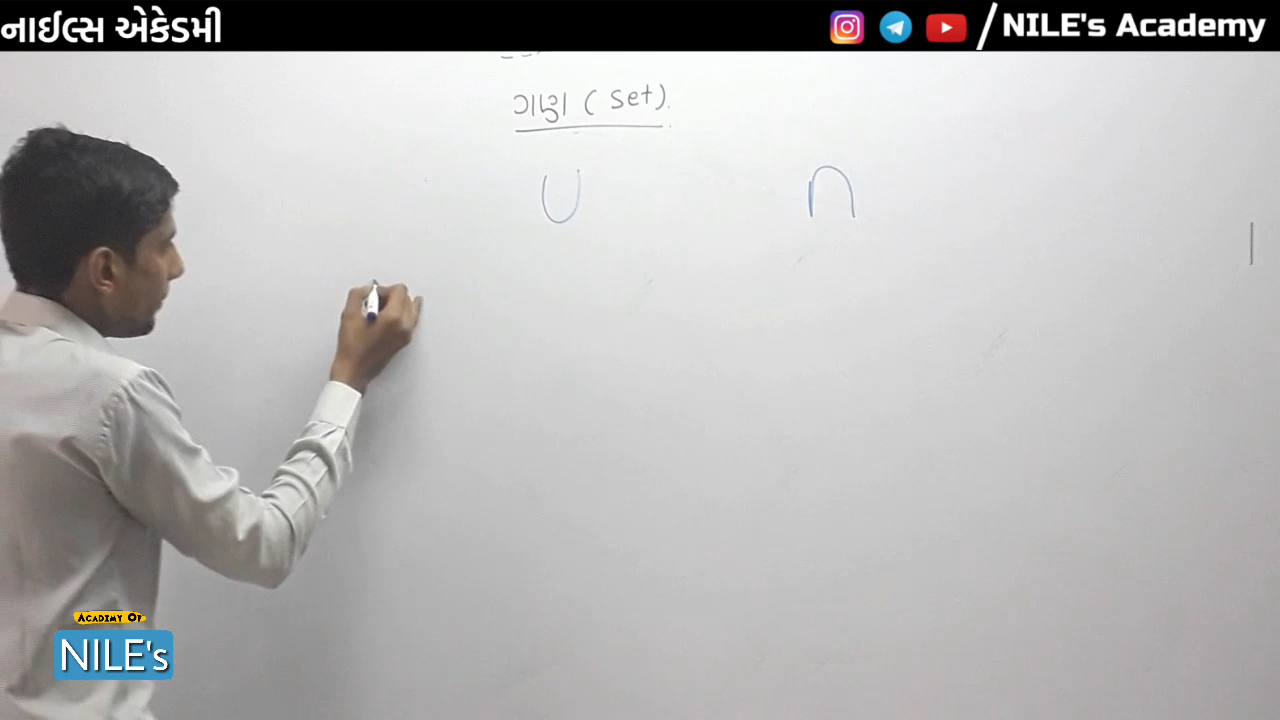 નાઈલ્સ એકેડમી
/NILE's Academy
ગણ (set).
U ∩
ACADEMY OF
NILE's